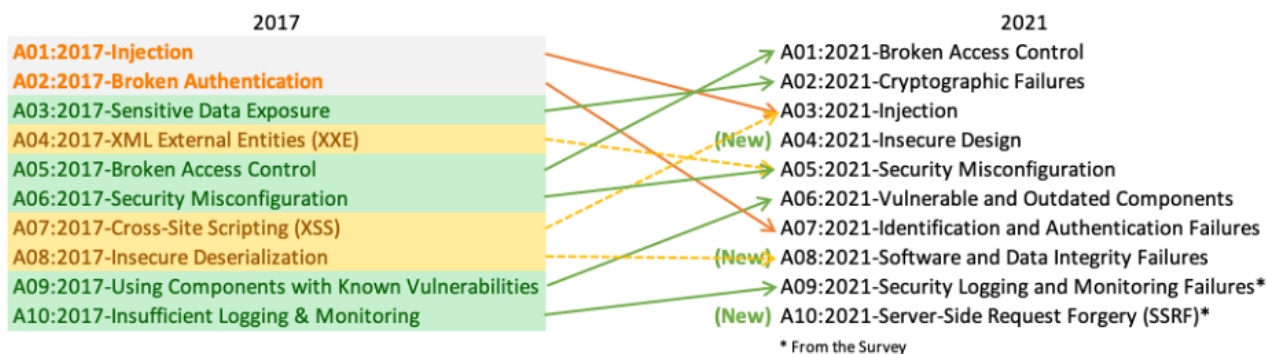 2017
A01:2017-Injection
A02:2017-Broken Authentication
A03:2017-Sensitive Data Exposure
A04:2017-XML External Entities (XXE)
A05:2017-Broken Access Control
A06:2017-Security Misconfiguration
A07:2017-Cross-Site Scripting (XSS)
A08:2017-Insecure Deserialization
A09:2017-Using Components with Known Vulnerabilities
A10:2017-Insufficient Logging & Monitoring
2021
A01:2021-Broken Access Control
A02:2021-Cryptographic Failures
A03:2021-Injection
(New) A04:2021-Insecure Design
A05:2021-Security Misconfiguration
A06:2021-Vulnerable and Outdated Components
A07:2021-Identification and Authentication Failures
(New) A08:2021-Software and Data Integrity Failures
A09:2021-Security Logging and Monitoring Failures*
(New) A10:2021-Server-Side Request Forgery (SSRF)*
* From the Survey